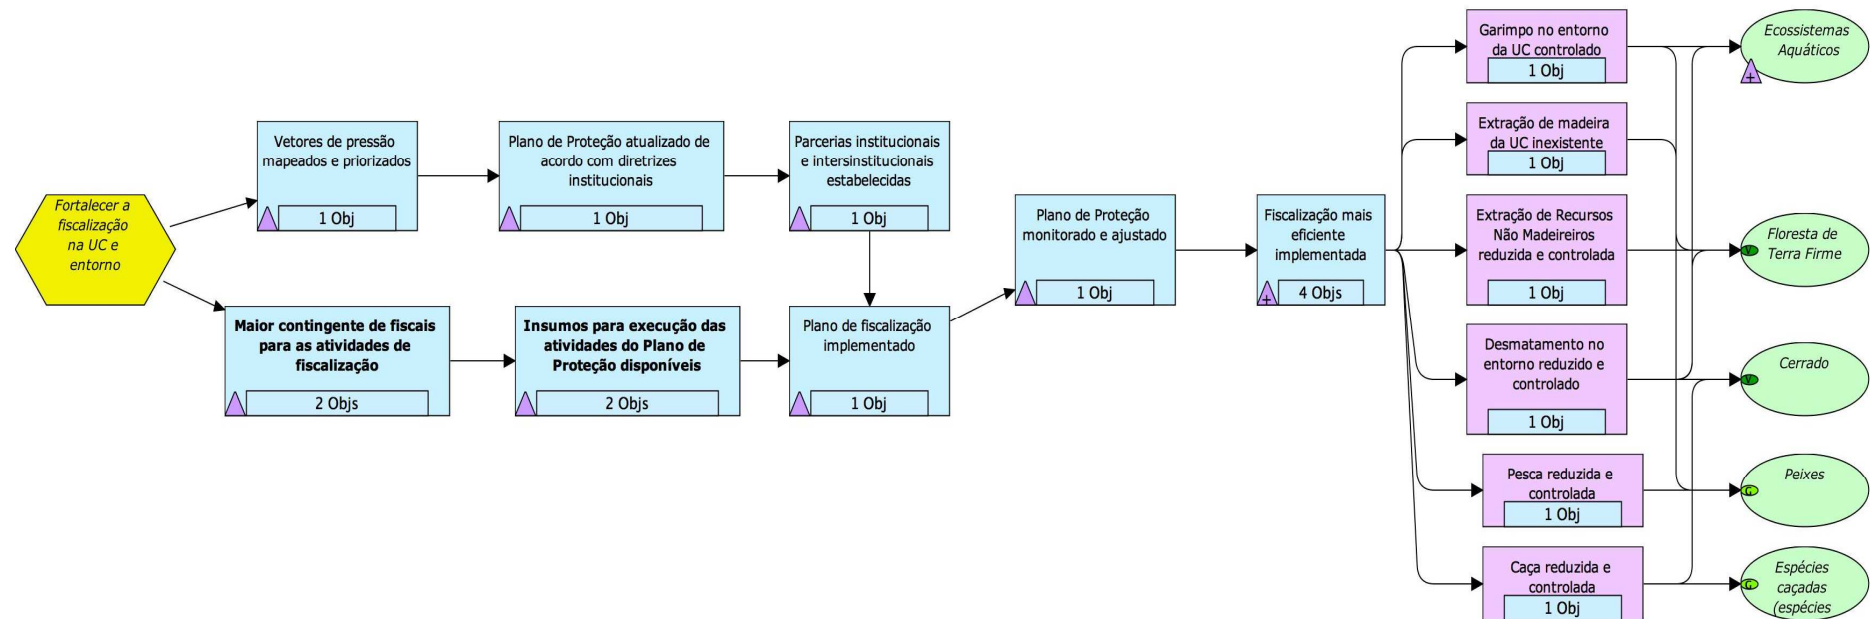 Fortalecer a
fiscalização
na UC e
entorno
Vetores de pressão
mapeados e priorizados
1 Obj
Plano de Proteção atualizado de
acordo com diretrizes
institucionais
1 Obj
Parcerias institucionais
e intersinstitucionais
estabelecidas
1 Obj
Maior contingente de fiscais
para as atividades de
fiscalização
2 Objs
Insumos para execução das
atividades do Plano de
Proteção disponíveis
2 Objs
Plano de fiscalização
implementado
1 Obj
Plano de Proteção
monitorado e ajustado
1 Obj
Fiscalização mais
eficiente
implementada
+
4 Objs
Garimpo no entorno
da UC controlado
1 Obj
Extração de madeira
da UC inexistente
1 Obj
Extração de Recursos
Não Madeireiros
reduzida e controlada
1 Obj
Desmatamento no
entorno reduzido e
controlado
1 Obj
Pesca reduzida e
controlada
1 Obj
Caça reduzida e
controlada
1 Obj
Ecossistemas
Aquáticos
+
Floresta de
Terra Firme
V
Cerrado
V
Peixes
G
Espécies
caçadas
(espécies
G